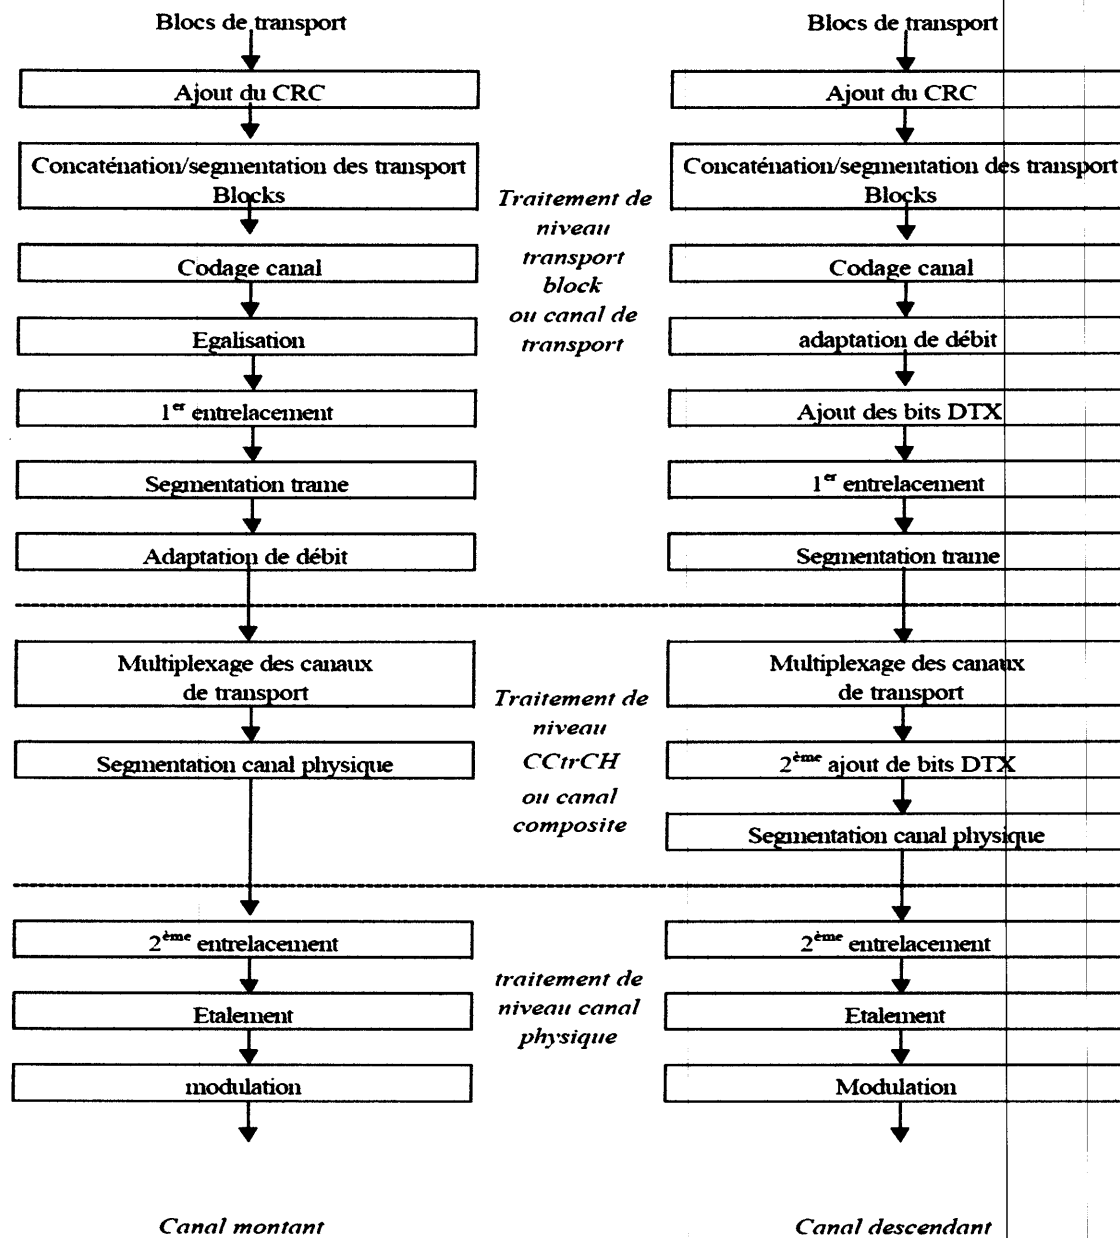 Blocs de transport
Ajout du CRC
Concaténation/segmentation des transport
Blocks
Codage canal
Egalisation
1er entrelacement
Segmentation trame
Adaptation de débit
Multiplexage des canaux
de transport
Segmentation canal physique
2ème entrelacement
Etalement
modulation
Canal montant
Traitement de
niveau
transport
block
ou canal de
transport
Traitement de
niveau
CCtrCH
ou canal
composite
traitement de
niveau canal
physique
Blocs de transport
Ajout du CRC
Concaténation/segmentation des transport
Blocks
Codage canal
adaptation de débit
Ajout des bits DTX
1er entrelacement
Segmentation trame
Multiplexage des canaux
de transport
2ème ajout de bits DTX
Segmentation canal physique
2ème entrelacement
Etalement
Modulation
Canal descendant